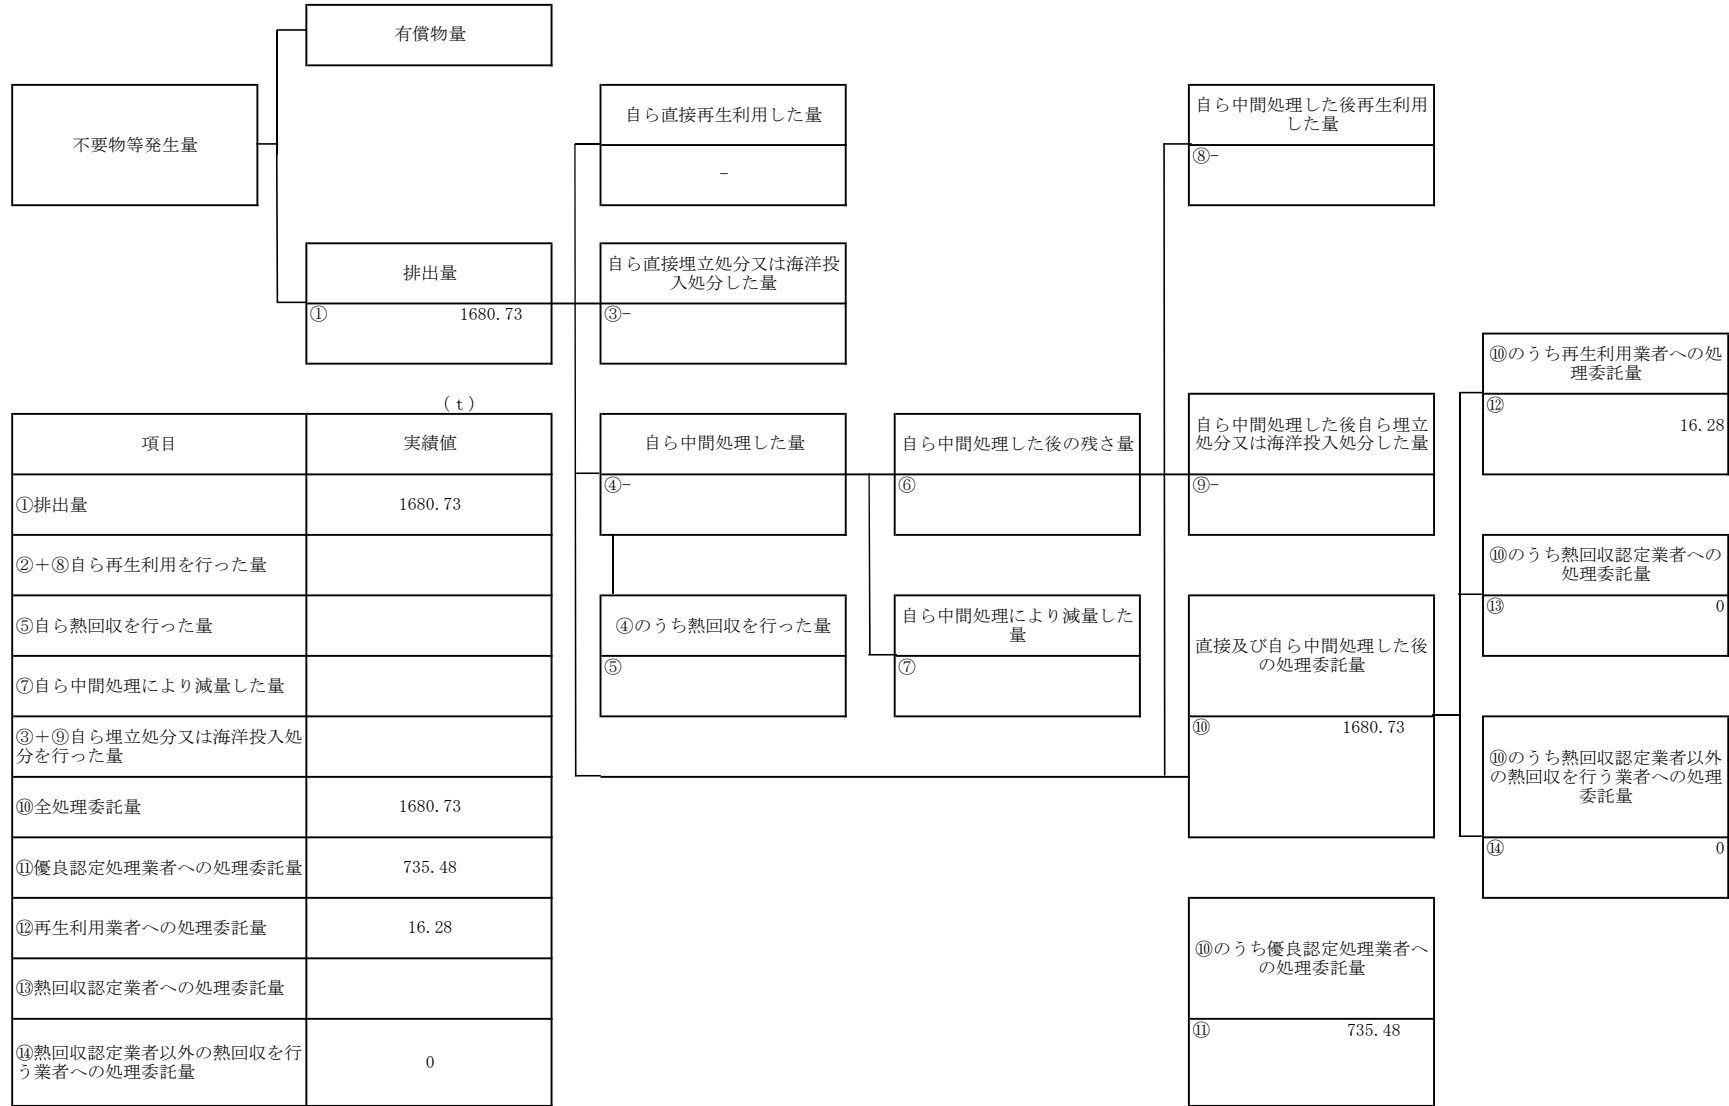 有償物量
不要物等発生量
自ら直接再生利用した量
-
自ら中間処理した後再生利用
した量
⑧-
排出量
① 1680.73
自ら直接埋立処分又は海洋投
入処分した量
③-
(t)
項目 実績値
①排出量 1680.73
②+⑧自ら再生利用を行った量
⑤自ら熱回収を行った量
⑦自ら中間処理により減量した量
③+⑨自ら埋立処分又は海洋投入処
分を行った量
⑩全処理委託量 1680.73
⑪優良認定処理業者への処理委託量 735.48
⑫再生利用業者への処理委託量 16.28
⑬熱回収認定業者への処理委託量
⑭熱回収認定業者以外の熱回収を行
う業者への処理委託量 0
自ら中間処理した量
④-
④のうち熱回収を行った量
⑤
自ら中間処理した後の残さ量
⑥
自ら中間処理により減量した
量
⑦
自ら中間処理した後自ら埋立
処分又は海洋投入処分した量
⑨-
直接及び自ら中間処理した後
の処理委託量
⑩ 1680.73
⑩のうち優良認定処理業者へ
の処理委託量
⑪ 735.48
⑩のうち再生利用業者への処
理委託量
⑫
16.28
⑩のうち熱回収認定業者への
処理委託量
⑬ 0
⑩のうち熱回収認定業者以外
の熱回収を行う業者への処理
委託量
⑭ 0